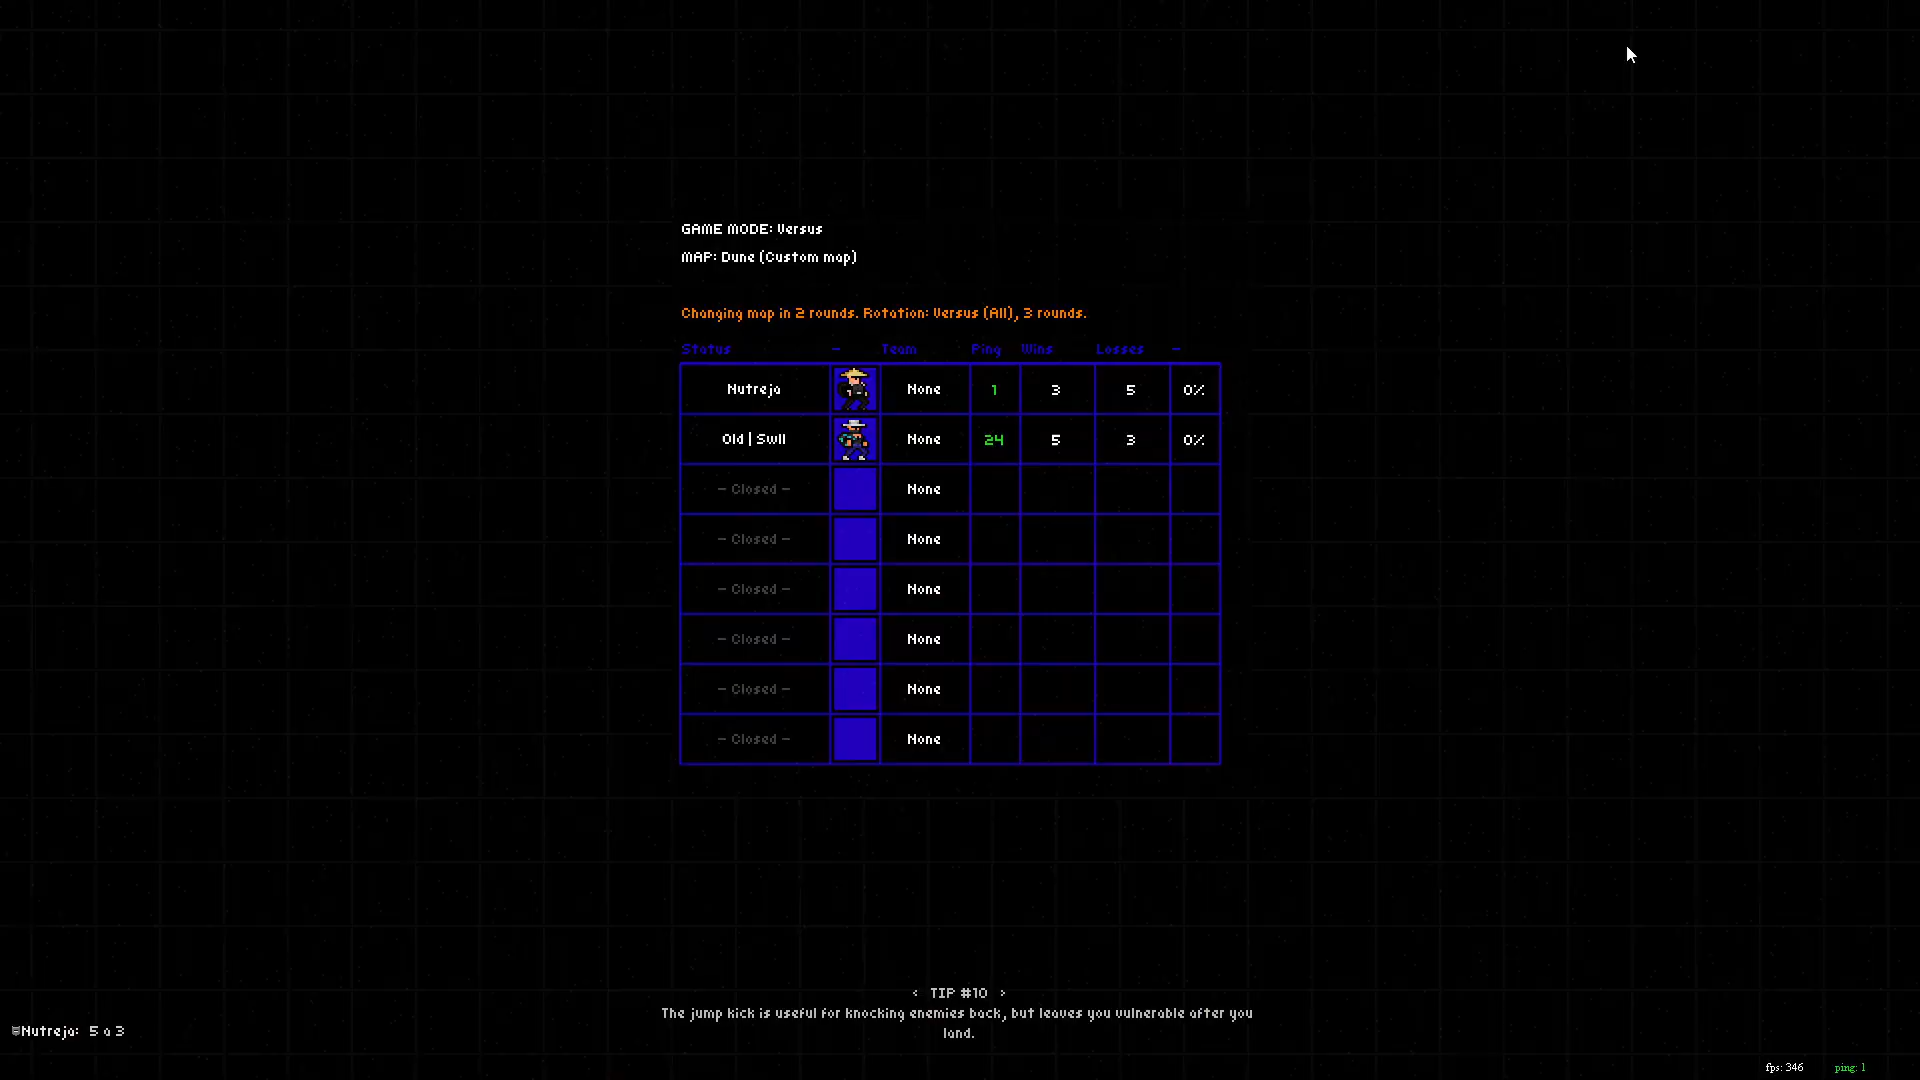 GAME MODE: Versus
MAP: Dune (Custom map)
Changing map in 2 rounds. Rotation: Versus (All), 3 rounds.
Status - Team Ping Wins Losses -
Nutreja None 1 3 5 0%
Old | Swll None 24 5 3 0%
- Closed - None
- Closed - None
- Closed - None
- Closed - None
- Closed - None
- Closed - None
< TIP #10 >
The jump kick is useful for knocking enemies back, but leaves you vulnerable after you
land.
Nutreja: 5 a 3
fps: 346 ping: 1